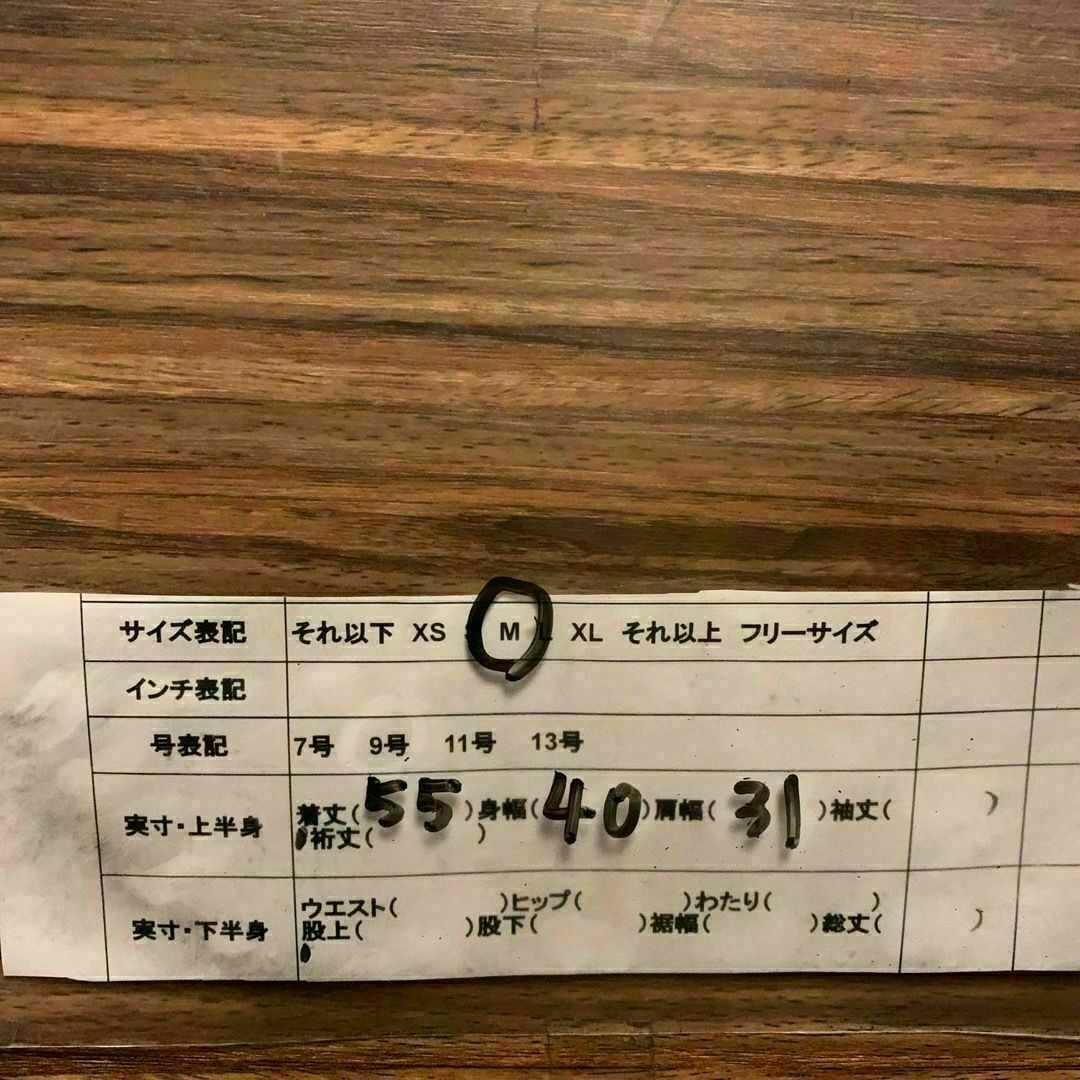 サイズ表記 それ以下 XS M L XL それ以上 フリーサイズ
インチ表記
号表記 7号 9号 11号 13号
実寸・上半身 着丈(55)身幅(40)肩幅(31)袖丈( )
裄丈( )
実寸・下半身 ウエスト( )ヒップ( )わたり( )
股上( )股下( )裾幅( )総丈( )